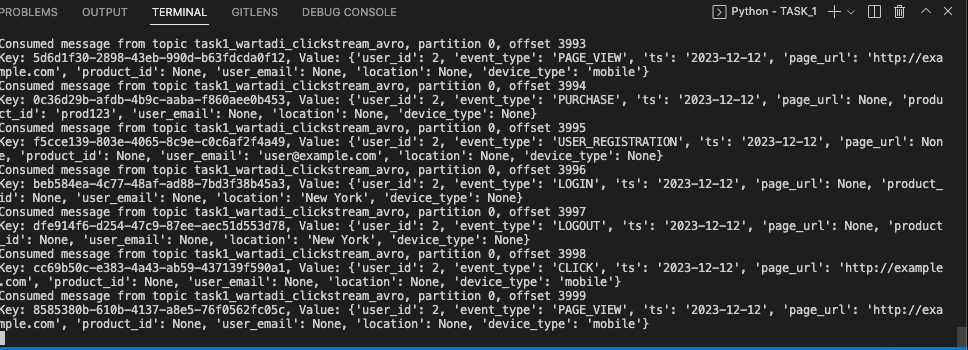 PROBLEMS OUTPUT TERMINAL GITLENS DEBUG CONSOLE Python - TASK_1
Consumed message from topic task1_wartadi_clickstream_avro, partition 0, offset 3993
Key: 5d6d1f30-2898-43eb-990d-b63fdcda0f12, Value: {'user_id': 2, 'event_type': 'PAGE_VIEW', 'ts': '2023-12-12', 'page_url': 'http://exa
mple.com', 'product_id': None, 'user_email': None, 'location': None, 'device_type': 'mobile'}
Consumed message from topic task1_wartadi_clickstream_avro, partition 0, offset 3994
Key: 0c36d29b-afdb-4b9c-aaba-f860aee0b453, Value: {'user_id': 2, 'event_type': 'PURCHASE', 'ts': '2023-12-12', 'page_url': None, 'produ
ct_id': 'prod123', 'user_email': None, 'location': None, 'device_type': None}
Consumed message from topic task1_wartadi_clickstream_avro, partition 0, offset 3995
Key: f5cce139-803e-4065-8c9e-c0c6af2f4a49, Value: {'user_id': 2, 'event_type': 'USER_REGISTRATION', 'ts': '2023-12-12', 'page_url': Non
e, 'product_id': None, 'user_email': 'user@example.com', 'location': None, 'device_type': None}
Consumed message from topic task1_wartadi_clickstream_avro, partition 0, offset 3996
Key: beb584ea-4c77-48af-ad88-7bd3f38b45a3, Value: {'user_id': 2, 'event_type': 'LOGIN', 'ts': '2023-12-12', 'page_url': None, 'product_
id': None, 'user_email': None, 'location': 'New York', 'device_type': None}
Consumed message from topic task1_wartadi_clickstream_avro, partition 0, offset 3997
Key: dfe914f6-d254-47c9-87ee-aec51d553d78, Value: {'user_id': 2, 'event_type': 'LOGOUT', 'ts': '2023-12-12', 'page_url': None, 'product
_id': None, 'user_email': None, 'location': 'New York', 'device_type': None}
Consumed message from topic task1_wartadi_clickstream_avro, partition 0, offset 3998
Key: cc69b50c-e383-4a43-ab59-437139f590a1, Value: {'user_id': 2, 'event_type': 'CLICK', 'ts': '2023-12-12', 'page_url': 'http://example
.com', 'product_id': None, 'user_email': None, 'location': None, 'device_type': 'mobile'}
Consumed message from topic task1_wartadi_clickstream_avro, partition 0, offset 3999
Key: 8585380b-610b-4137-a8e5-76f0562fc05c, Value: {'user_id': 2, 'event_type': 'PAGE_VIEW', 'ts': '2023-12-12', 'page_url': 'http://exa
mple.com', 'product_id': None, 'user_email': None, 'location': None, 'device_type': 'mobile'}